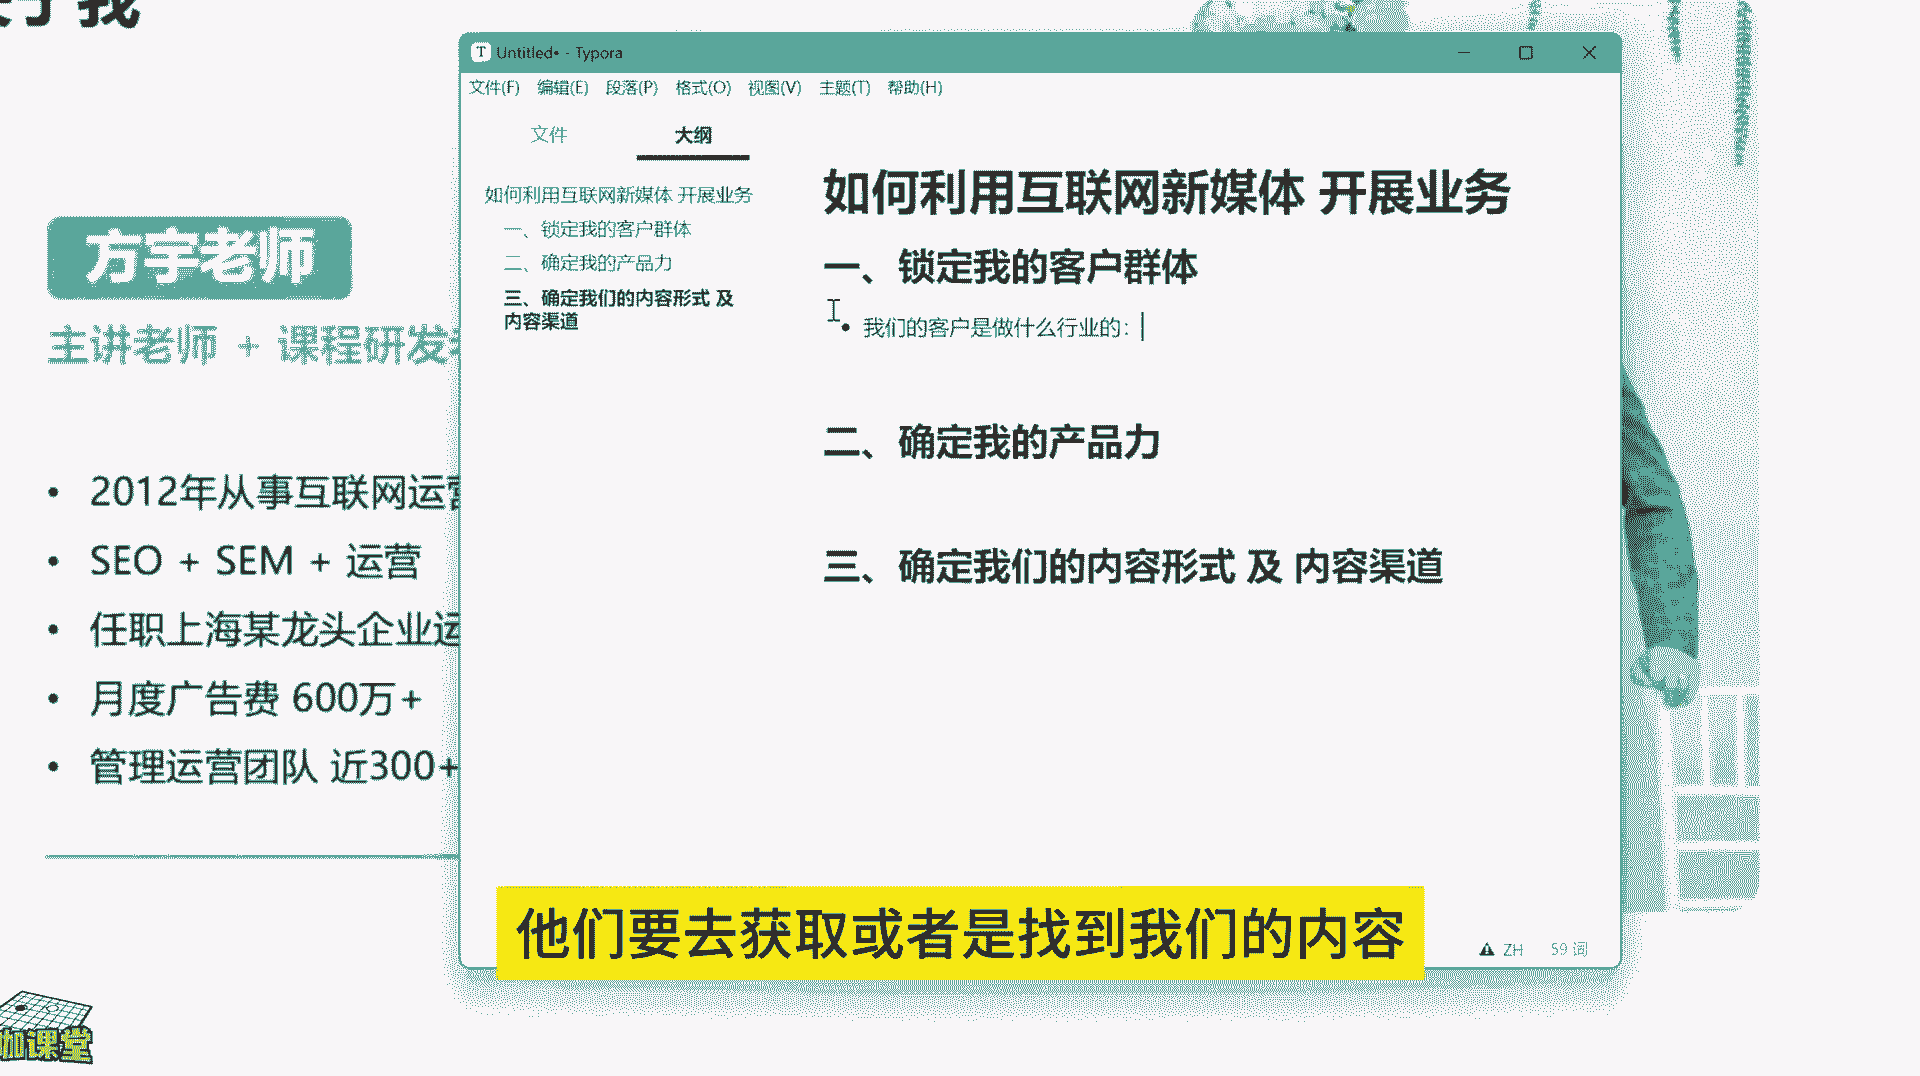 于我
方宇老师
主讲老师 + 课程研发
2012年从事互联网运营
SEO + SEM + 运营
任职上海某龙头企业运
月度广告费 600万+
管理运营团队 近300+
Untitled• - Typora
文件(F) 编辑(E) 段落(P) 格式(O) 视图(V) 主题(T) 帮助(H)
文件 大纲
如何利用互联网新媒体 开展业务
一、锁定我的客户群体
二、确定我的产品力
三、确定我们的内容形式 及
内容渠道
如何利用互联网新媒体 开展业务
一、锁定我的客户群体
• 我们的客户是做什么行业的：
二、确定我的产品力
三、确定我们的内容形式 及 内容渠道
他们要去获取或者是找到我们的内容
ZH 59 词
咖课堂